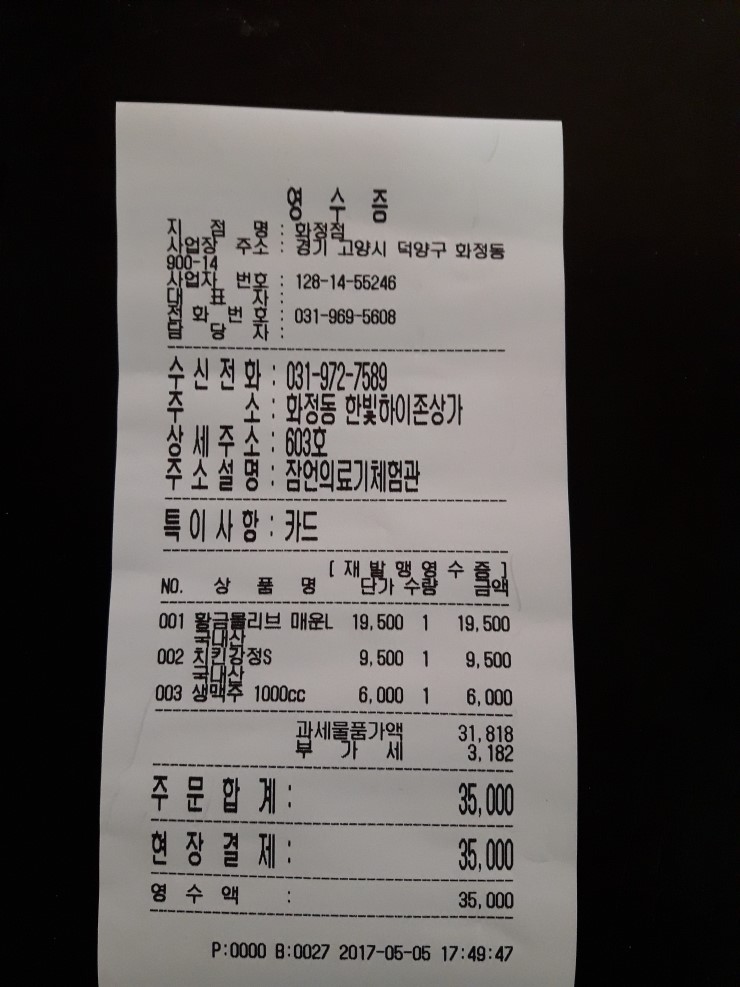 영 수 증
지 점 명 : 화정점
사업장 주소 : 경기 고양시 덕양구 화정동
900-14
사업자 번호 : 128-14-55246
대 표 자 :
전 화 번 호 : 031-969-5608
담 당 자 :
수 신 전 화 : 031-972-7589
주 소 : 화정동 한빛하이존상가
상 세 주 소 : 603호
주 소 설 명 : 잠언의료기체험관
특 이 사 항 : 카드
[ 재 발 행 영 수 증 ]
NO. 상 품 명 단가 수량 금액
001 황금올리브 매운L 19,500 1 19,500
국내산
002 치킨강정S 9,500 1 9,500
국내산
003 생맥주 1000cc 6,000 1 6,000
과세물품가액 31,818
부 가 세 3,182
주 문 합 계 : 35,000
현 장 결 제 : 35,000
영 수 액 : 35,000
P:0000 B:0027 2017-05-05 17:49:47